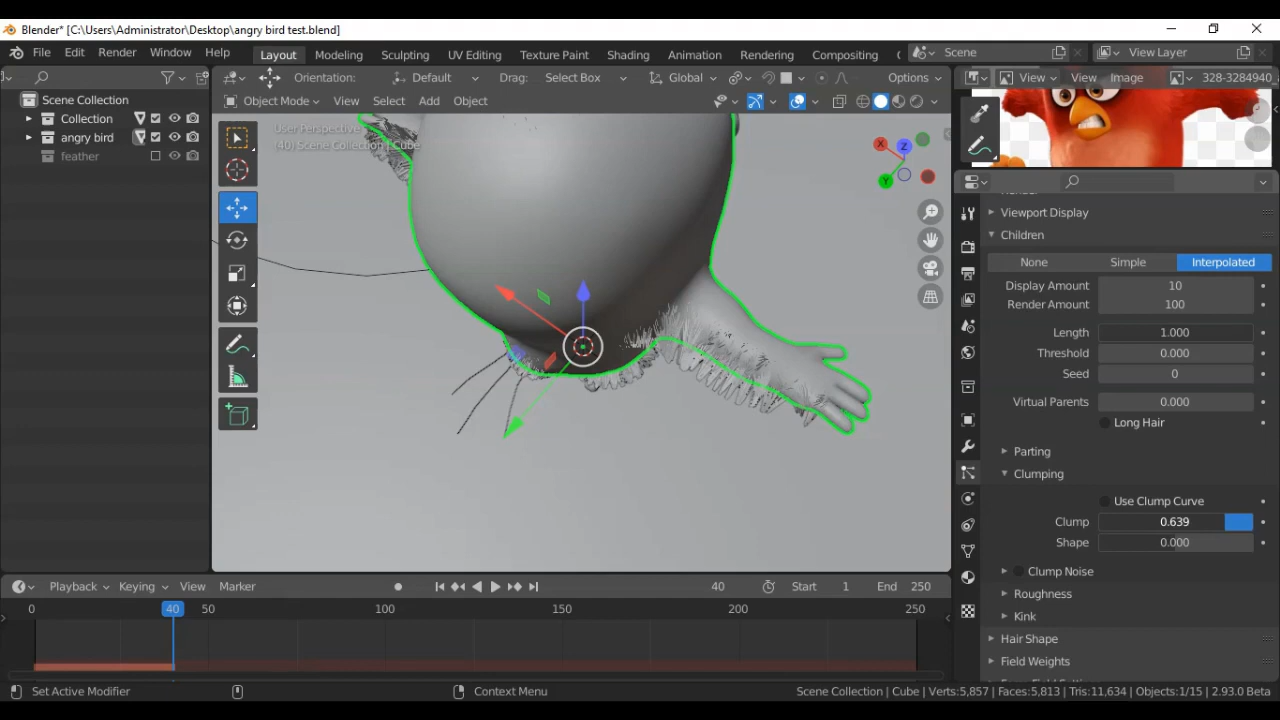 Blender* [C:\Users\Administrator\Desktop\angry bird test.blend]
File Edit Render Window Help Layout Modeling Sculpting UV Editing Texture Paint Shading Animation Rendering Compositing Scene View Layer
Orientation: Default Drag: Select Box Global Options View View Image 328-3284940_
Object Mode View Select Add Object
Scene Collection
Collection
angry bird
feather
User Perspective
(40) Scene Collection | Cube
X
Z
Y
Viewport Display
Children
None Simple Interpolated
Display Amount 10
Render Amount 100
Length 1.000
Threshold 0.000
Seed 0
Virtual Parents 0.000
Long Hair
Parting
Clumping
Use Clump Curve
Clump 0.639
Shape 0.000
Clump Noise
Roughness
Kink
Hair Shape
Field Weights
Playback Keying View Marker 40 Start 1 End 250
0 40 50 100 150 200 250
Set Active Modifier Context Menu Scene Collection | Cube | Verts:5,857 | Faces:5,813 | Tris:11,634 | Objects:1/15 | 2.93.0 Beta